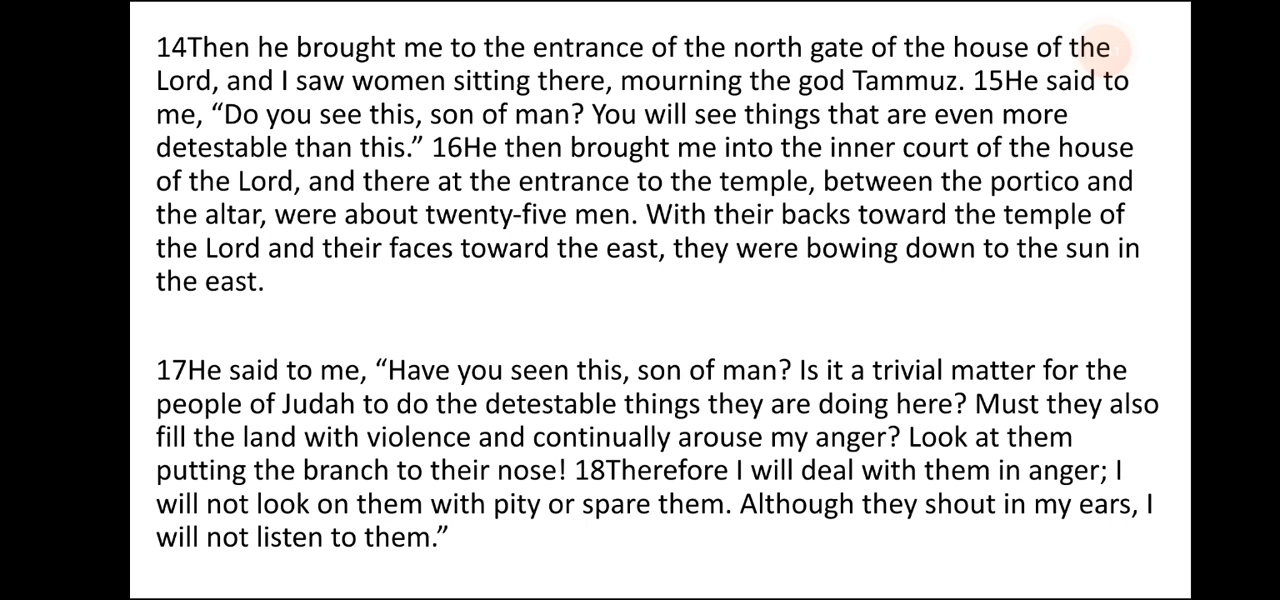 14Then he brought me to the entrance of the north gate of the house of the
Lord, and I saw women sitting there, mourning the god Tammuz. 15He said to
me, “Do you see this, son of man? You will see things that are even more
detestable than this.” 16He then brought me into the inner court of the house
of the Lord, and there at the entrance to the temple, between the portico and
the altar, were about twenty-five men. With their backs toward the temple of
the Lord and their faces toward the east, they were bowing down to the sun in
the east.
17He said to me, “Have you seen this, son of man? Is it a trivial matter for the
people of Judah to do the detestable things they are doing here? Must they also
fill the land with violence and continually arouse my anger? Look at them
putting the branch to their nose! 18Therefore I will deal with them in anger; I
will not look on them with pity or spare them. Although they shout in my ears, I
will not listen to them.”